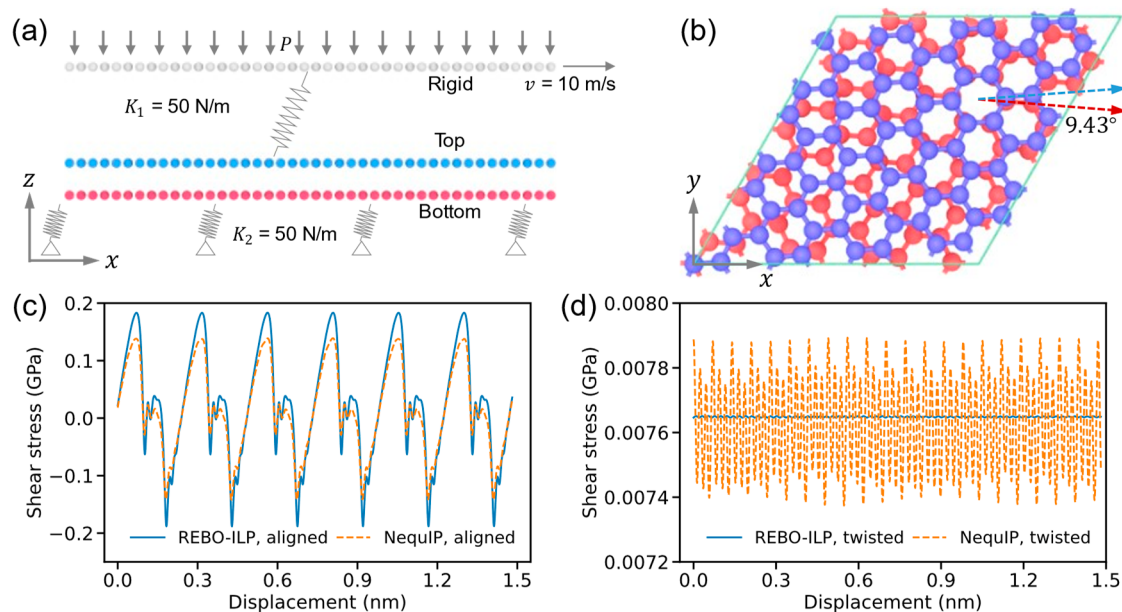 (a)
P
Rigid
v = 10 m/s
K₁ = 50 N/m
Top
Bottom
K₂ = 50 N/m
z
x
(b)
9.43°
y
x
(c)
Shear stress (GPa)
0.2
0.1
0.0
−0.1
−0.2
REBO-ILP, aligned
NequIP, aligned
0.0 0.3 0.6 0.9 1.2 1.5
Displacement (nm)
(d)
Shear stress (GPa)
0.0080
0.0078
0.0076
0.0074
0.0072
REBO-ILP, twisted
NequIP, twisted
0.0 0.3 0.6 0.9 1.2 1.5
Displacement (nm)